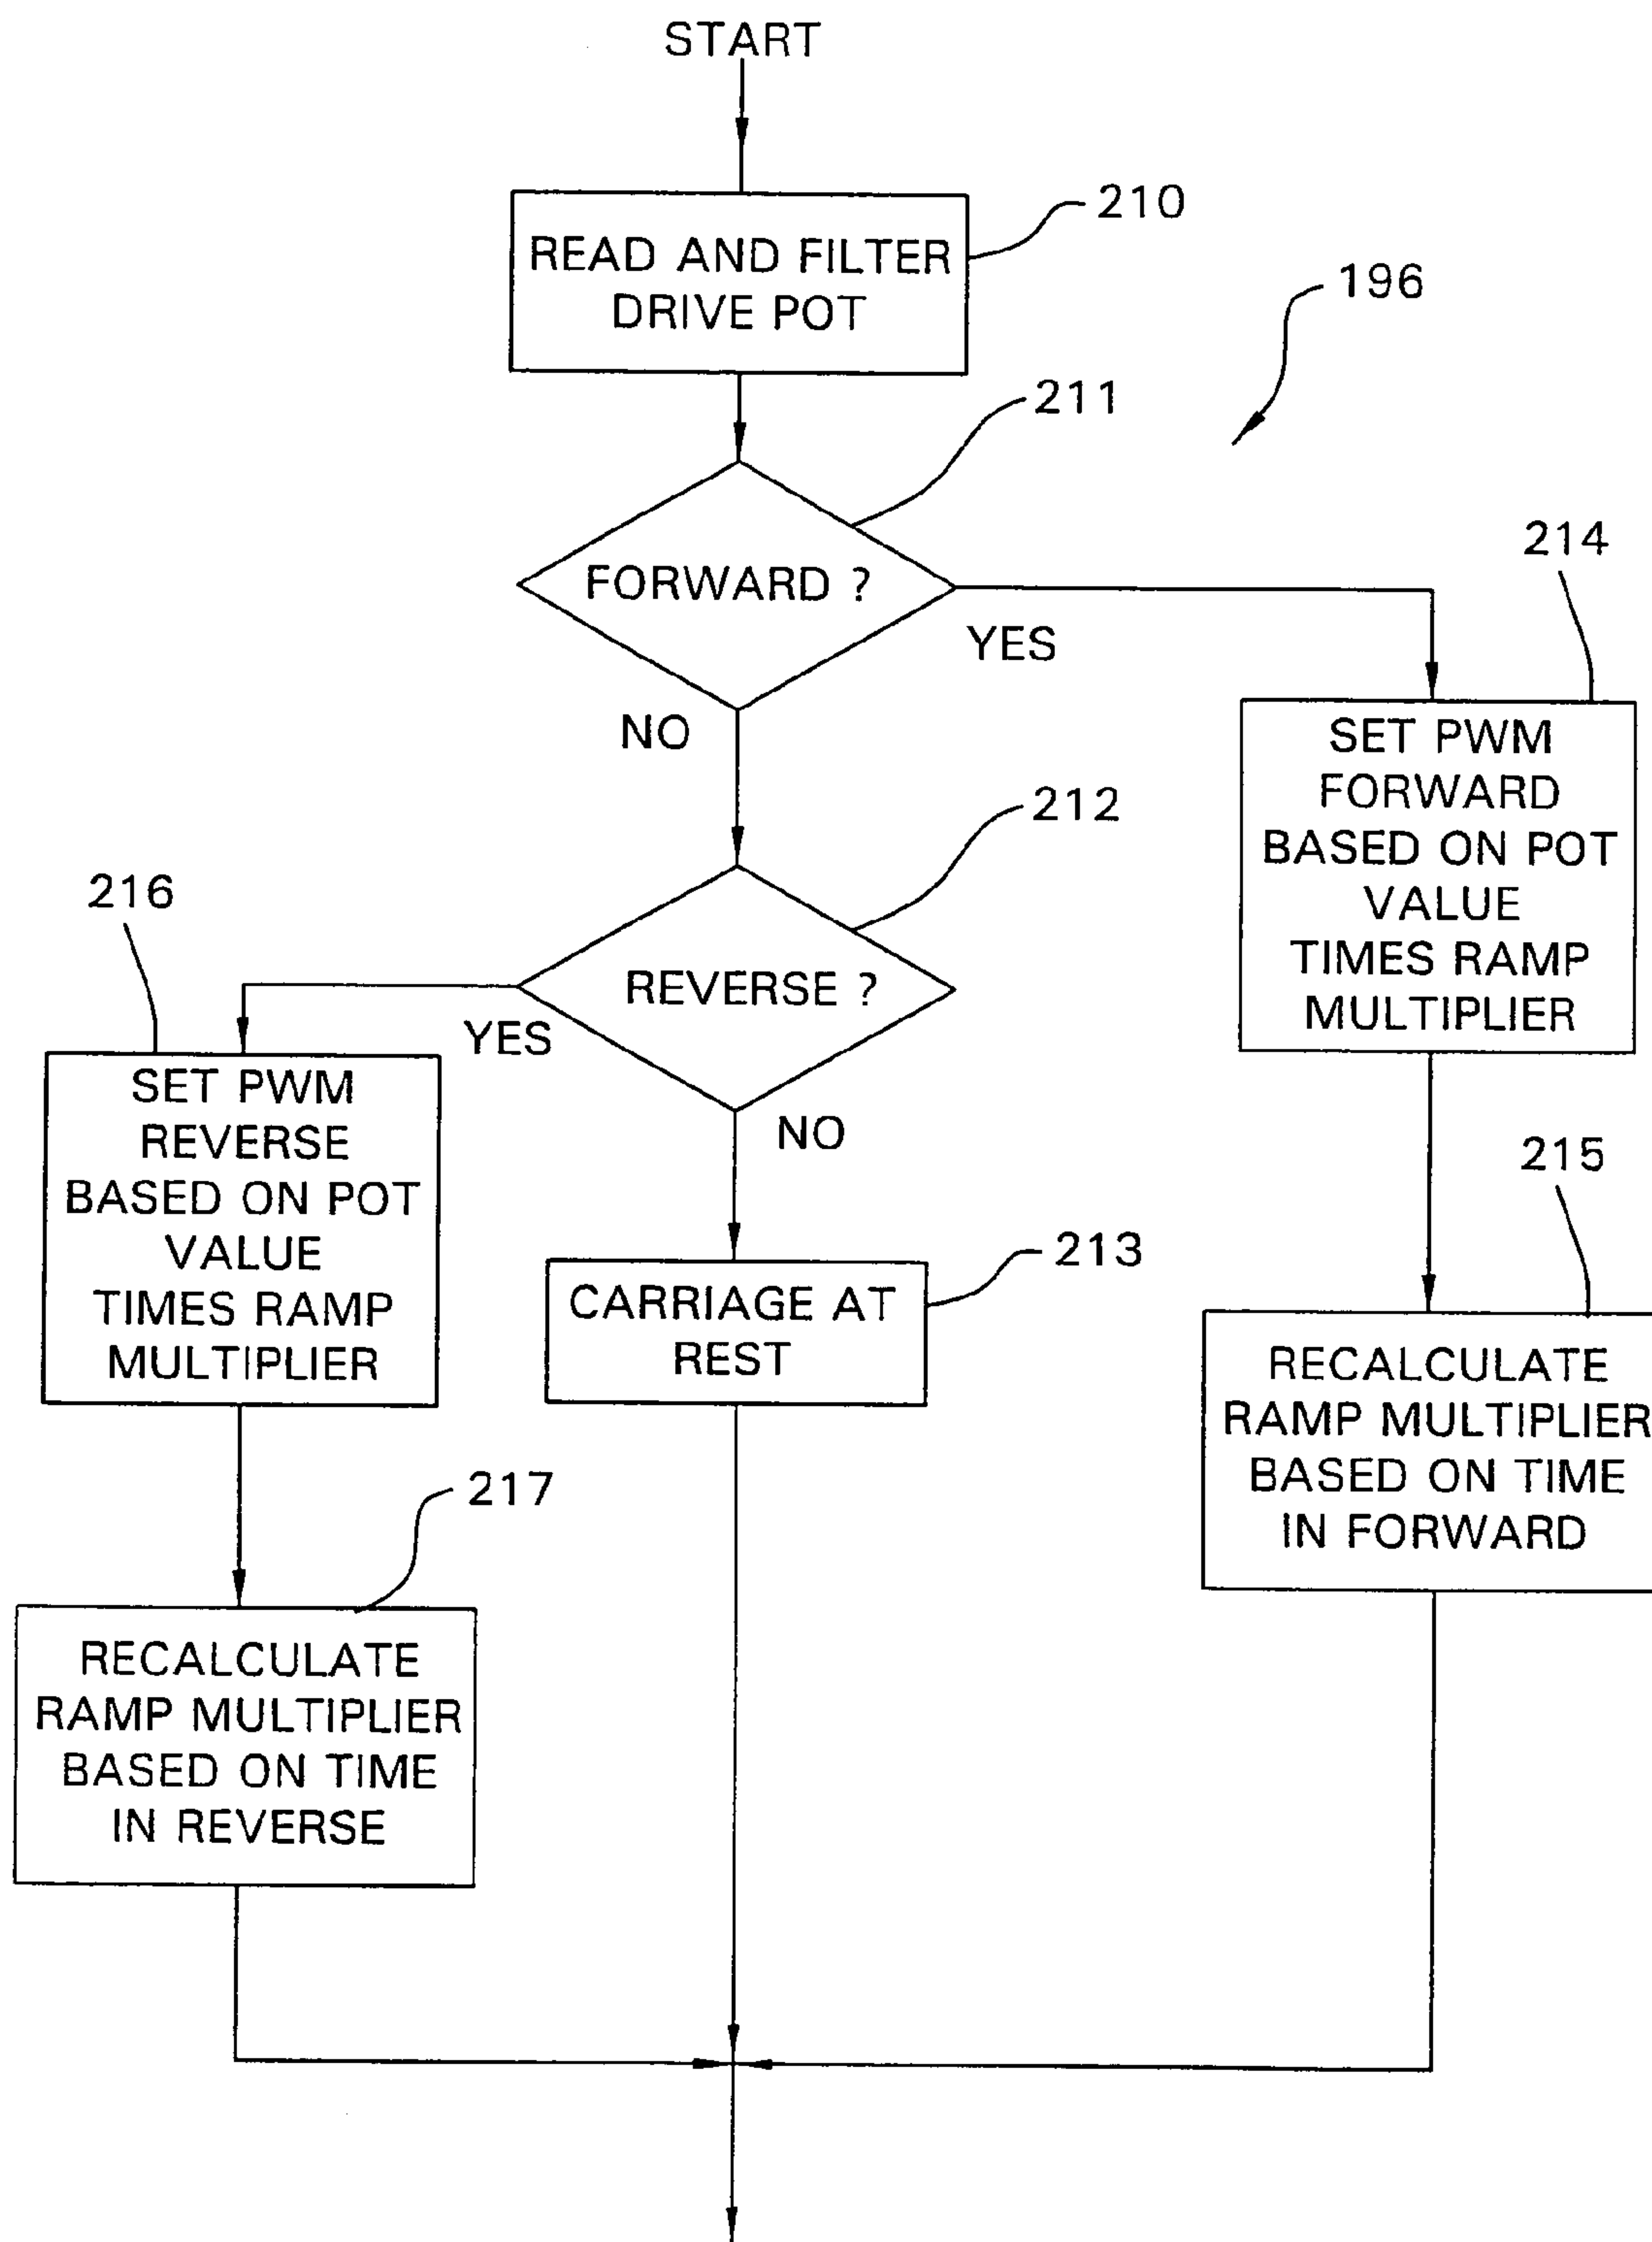 START
210
READ AND FILTER
DRIVE POT
196
211
FORWARD ?
YES
NO
214
SET PWM
FORWARD
BASED ON POT
VALUE
TIMES RAMP
MULTIPLIER
212
REVERSE ?
YES
NO
216
SET PWM
REVERSE
BASED ON POT
VALUE
TIMES RAMP
MULTIPLIER
213
CARRIAGE AT
REST
215
RECALCULATE
RAMP MULTIPLIER
BASED ON TIME
IN FORWARD
217
RECALCULATE
RAMP MULTIPLIER
BASED ON TIME
IN REVERSE